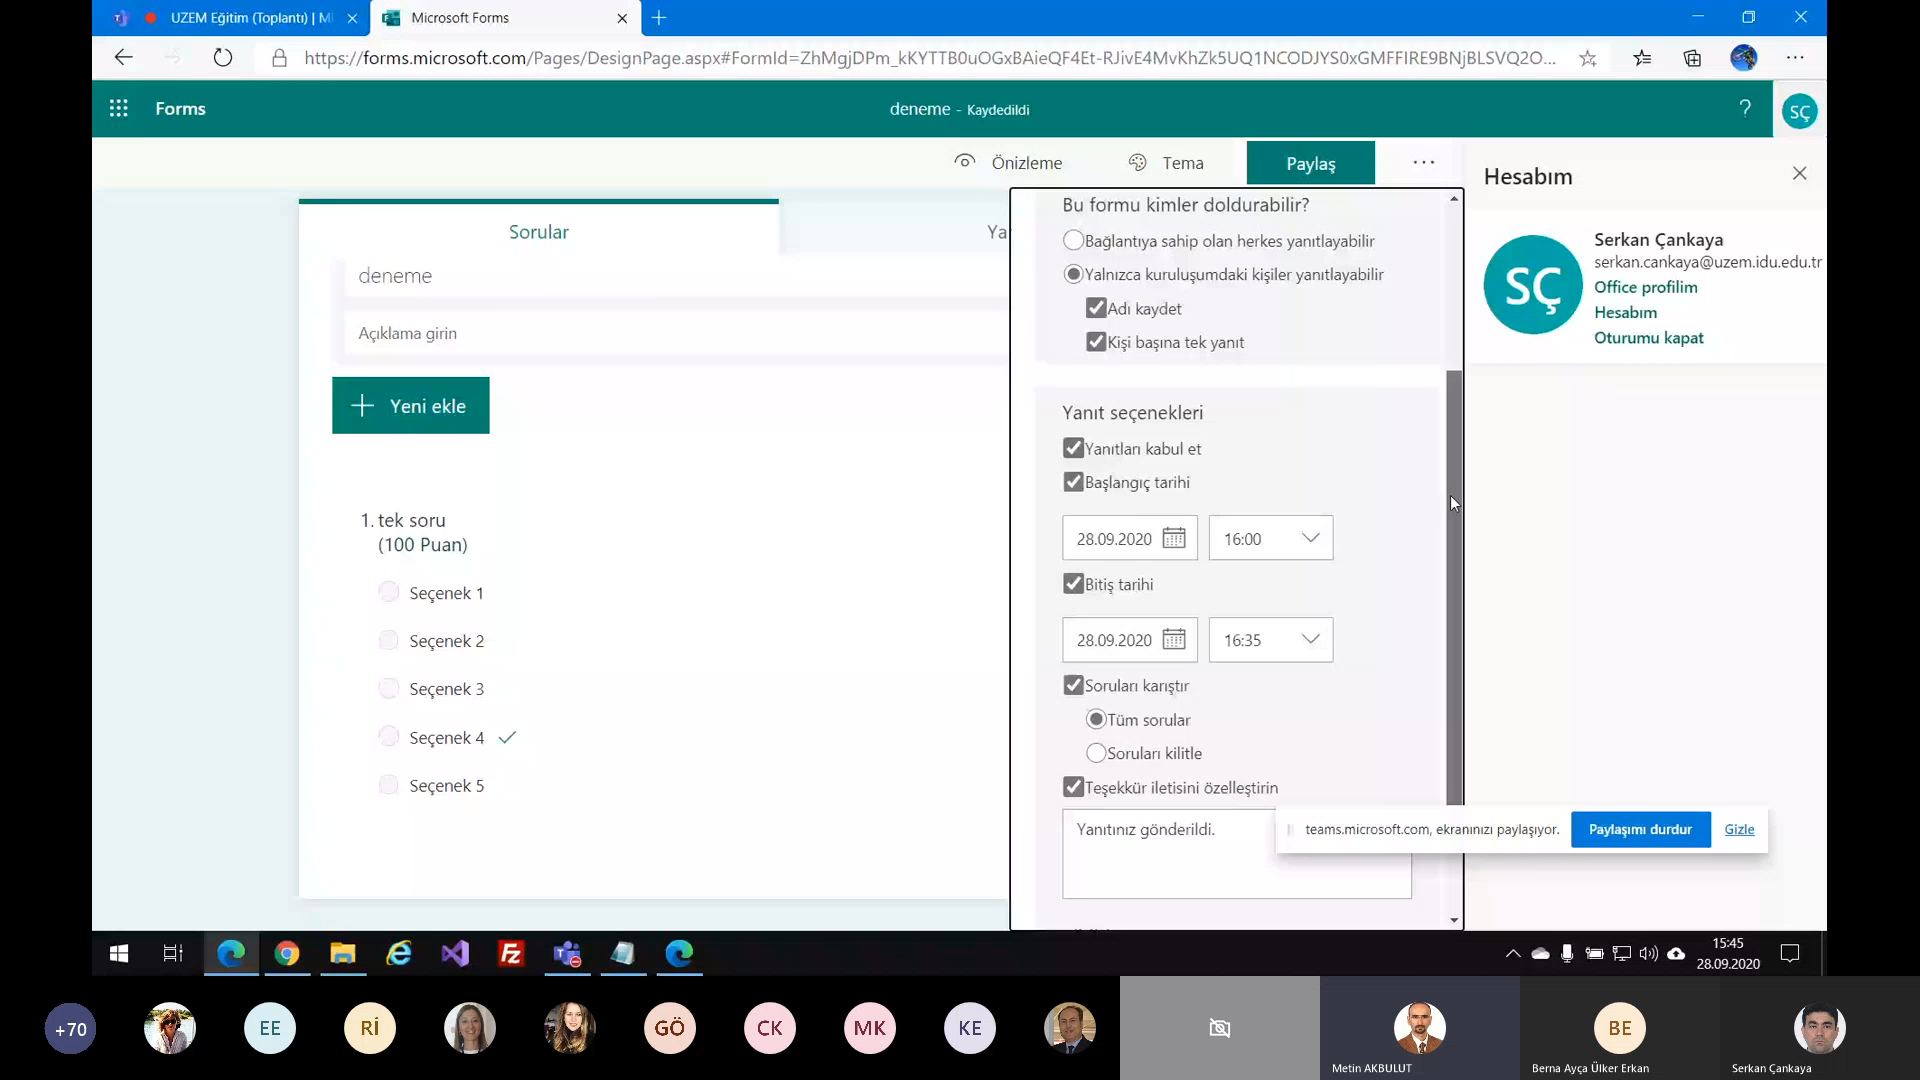 UZEM Eğitim (Toplantı) | Mi
Microsoft Forms
https://forms.microsoft.com/Pages/DesignPage.aspx#FormId=ZhMgjDPm_kKYTTB0uOGxBAieQF4Et-RJivE4MvKhZk5UQ1NCODJYS0xGMFFIRE9BNjBLSVQ2O...
Forms
deneme - Kaydedildi
?
SÇ
Önizleme
Tema
Paylaş
...
Hesabım
Sorular
Ya
deneme
Açıklama girin
Yeni ekle
1. tek soru
(100 Puan)
Seçenek 1
Seçenek 2
Seçenek 3
Seçenek 4
Seçenek 5
Bu formu kimler doldurabilir?
Bağlantıya sahip olan herkes yanıtlayabilir
Yalnızca kuruluşumdaki kişiler yanıtlayabilir
Adı kaydet
Kişi başına tek yanıt
Yanıt seçenekleri
Yanıtları kabul et
Başlangıç tarihi
28.09.2020
16:00
Bitiş tarihi
28.09.2020
16:35
Soruları karıştır
Tüm sorular
Soruları kilitle
Teşekkür iletisini özelleştirin
Yanıtınız gönderildi.
SÇ
Serkan Çankaya
serkan.cankaya@uzem.idu.edu.tr
Office profilim
Hesabım
Oturumu kapat
teams.microsoft.com, ekranınızı paylaşıyor.
Paylaşımı durdur
Gizle
15:45
28.09.2020
+70
EE
Rİ
GÖ
CK
MK
KE
BE
Metin AKBULUT
Berna Ayça Ülker Erkan
Serkan Çankaya